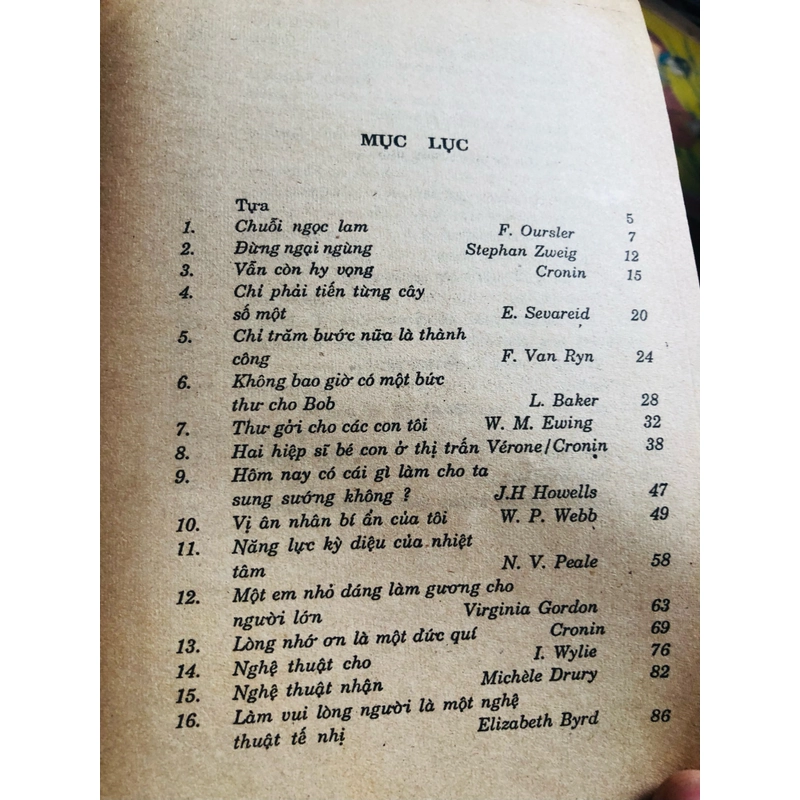 MỤC LỤC
Tựa 5
1. Chuỗi ngọc lam F. Oursler 7
2. Đừng ngại ngùng Stephan Zweig 12
3. Vẫn còn hy vọng Cronin 15
4. Chỉ phải tiến từng cây
số một E. Sevareid 20
5. Chỉ trăm bước nữa là thành
công F. Van Ryn 24
6. Không bao giờ có một bức
thư cho Bob L. Baker 28
7. Thư gởi cho các con tôi W. M. Ewing 32
8. Hai hiệp sĩ bé con ở thị trấn Vérone/Cronin 38
9. Hôm nay có cái gì làm cho ta
sung sướng không ? J.H Howells 47
10. Vị ân nhân bí ẩn của tôi W. P. Webb 49
11. Năng lực kỳ diệu của nhiệt
tâm N. V. Peale 58
12. Một em nhỏ dáng làm gương cho
người lớn Virginia Gordon 63
13. Lòng nhớ ơn là một đức quí Cronin 69
14. Nghệ thuật cho I. Wylie 76
15. Nghệ thuật nhận Michèle Drury 82
16. Làm vui lòng người là một nghệ
thuật tế nhị Elizabeth Byrd 86